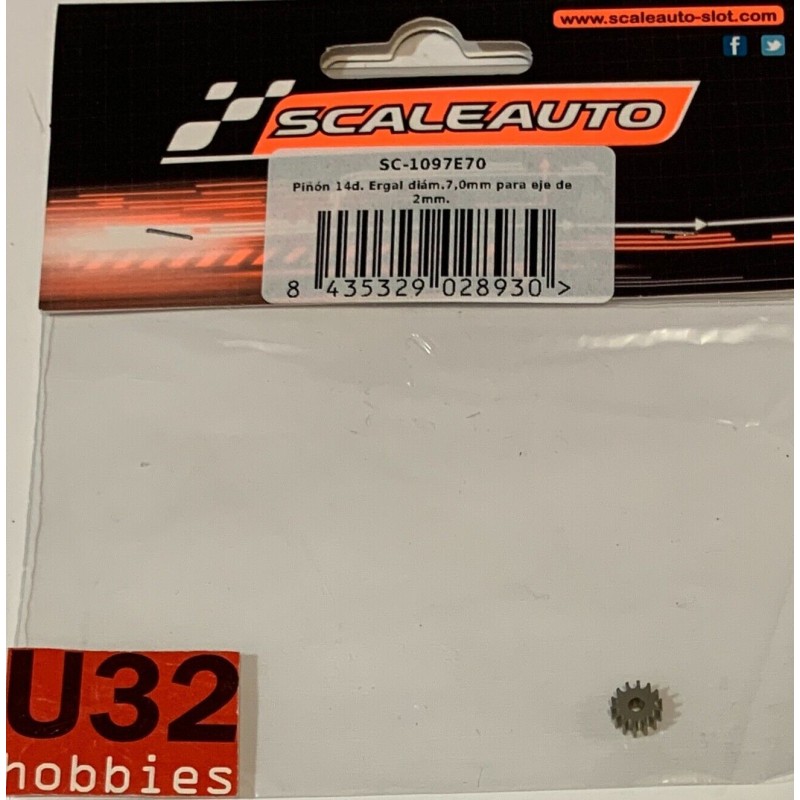 www.scaleauto-slot.com
SCALEAUTO
SC-1097E70
Piñón 14d. Ergal diám.7,0mm para eje de
2mm.
8 435329 028930 >
U32
hobbies